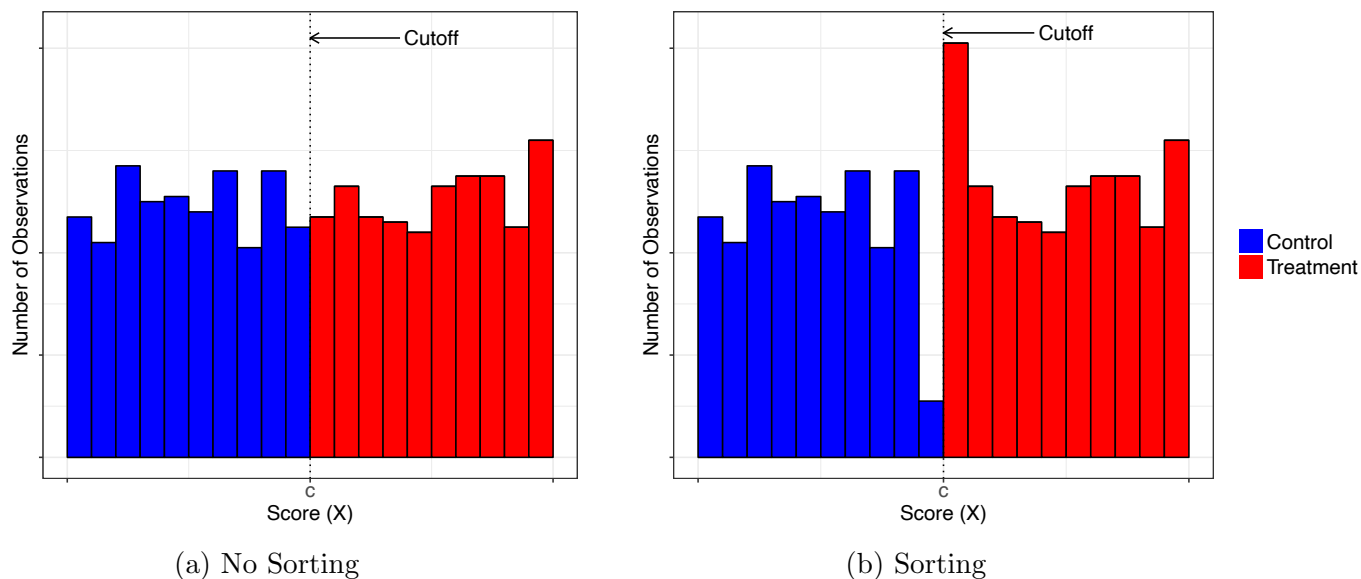 Cutoff
Number of Observations
c
Score (X)
(a) No Sorting
Cutoff
Number of Observations
c
Score (X)
(b) Sorting
Control
Treatment